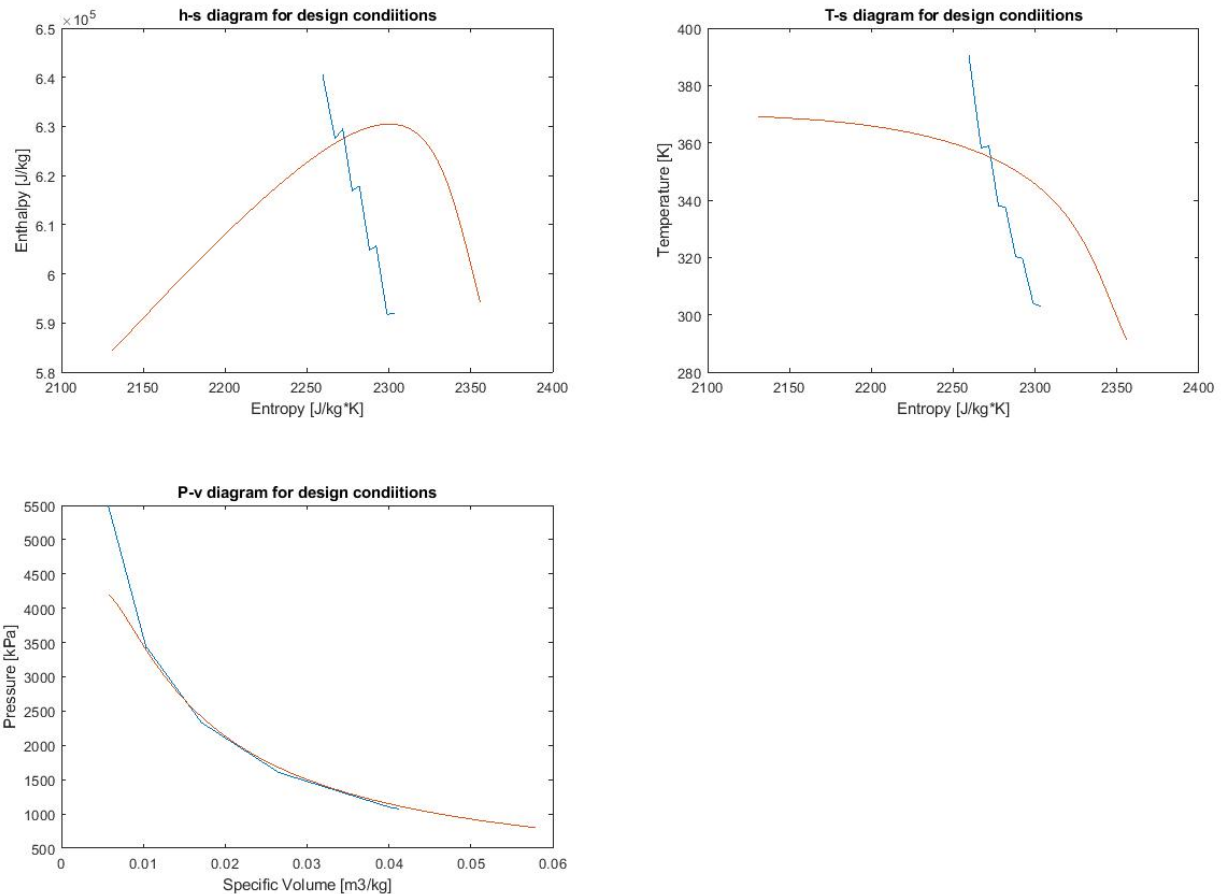 h-s diagram for design condiitions
×10⁵
6.5
6.4
6.3
6.2
6.1
6
5.9
5.8
Enthalpy [J/kg]
2100 2150 2200 2250 2300 2350 2400
Entropy [J/kg*K]
T-s diagram for design condiitions
400
380
360
340
320
300
280
Temperature [K]
2100 2150 2200 2250 2300 2350 2400
Entropy [J/kg*K]
P-v diagram for design condiitions
5500
5000
4500
4000
3500
3000
2500
2000
1500
1000
500
Pressure [kPa]
0 0.01 0.02 0.03 0.04 0.05 0.06
Specific Volume [m3/kg]